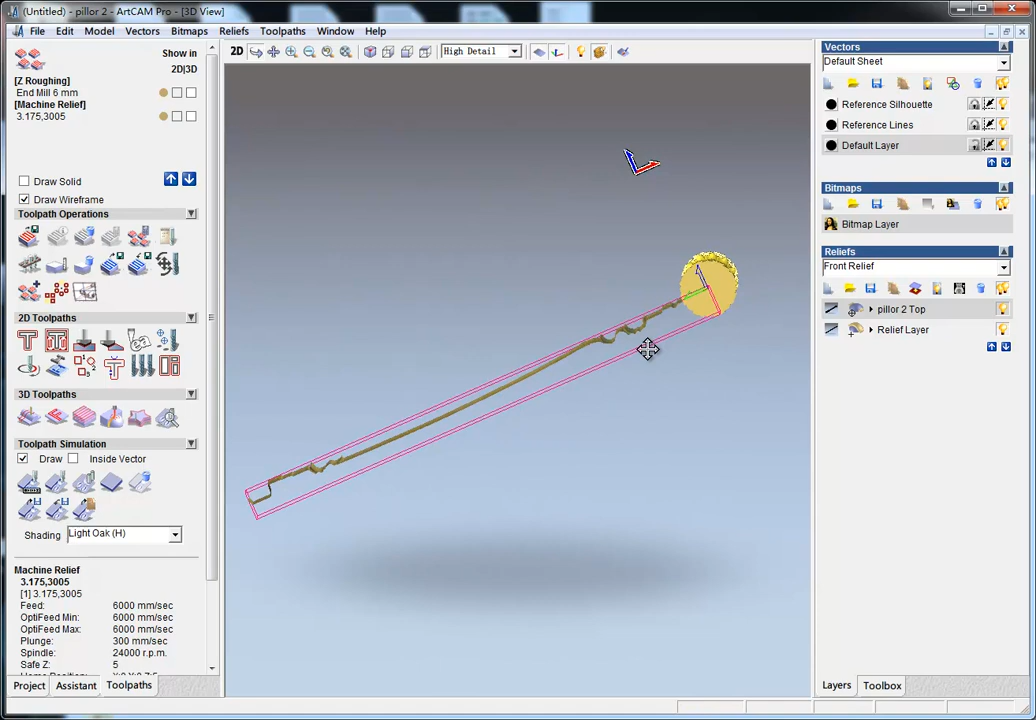 (Untitled) - pillor 2 - ArtCAM Pro - [3D View]
File Edit Model Vectors Bitmaps Reliefs Toolpaths Window Help
Show in
2D|3D
[Z Roughing]
End Mill 6 mm
[Machine Relief]
3.175,3005
Draw Solid
Draw Wireframe
Toolpath Operations
2D Toolpaths
3D Toolpaths
Toolpath Simulation
Draw Inside Vector
Shading Light Oak (H)
Machine Relief
3.175,3005
[1] 3.175,3005
Feed: 6000 mm/sec
OptiFeed Min: 6000 mm/sec
OptiFeed Max: 6000 mm/sec
Plunge: 300 mm/sec
Spindle: 24000 r.p.m.
Safe Z: 5
Project Assistant Toolpaths
2D High Detail
Vectors
Default Sheet
Reference Silhouette
Reference Lines
Default Layer
Bitmaps
Bitmap Layer
Reliefs
Front Relief
pillor 2 Top
Relief Layer
Layers Toolbox